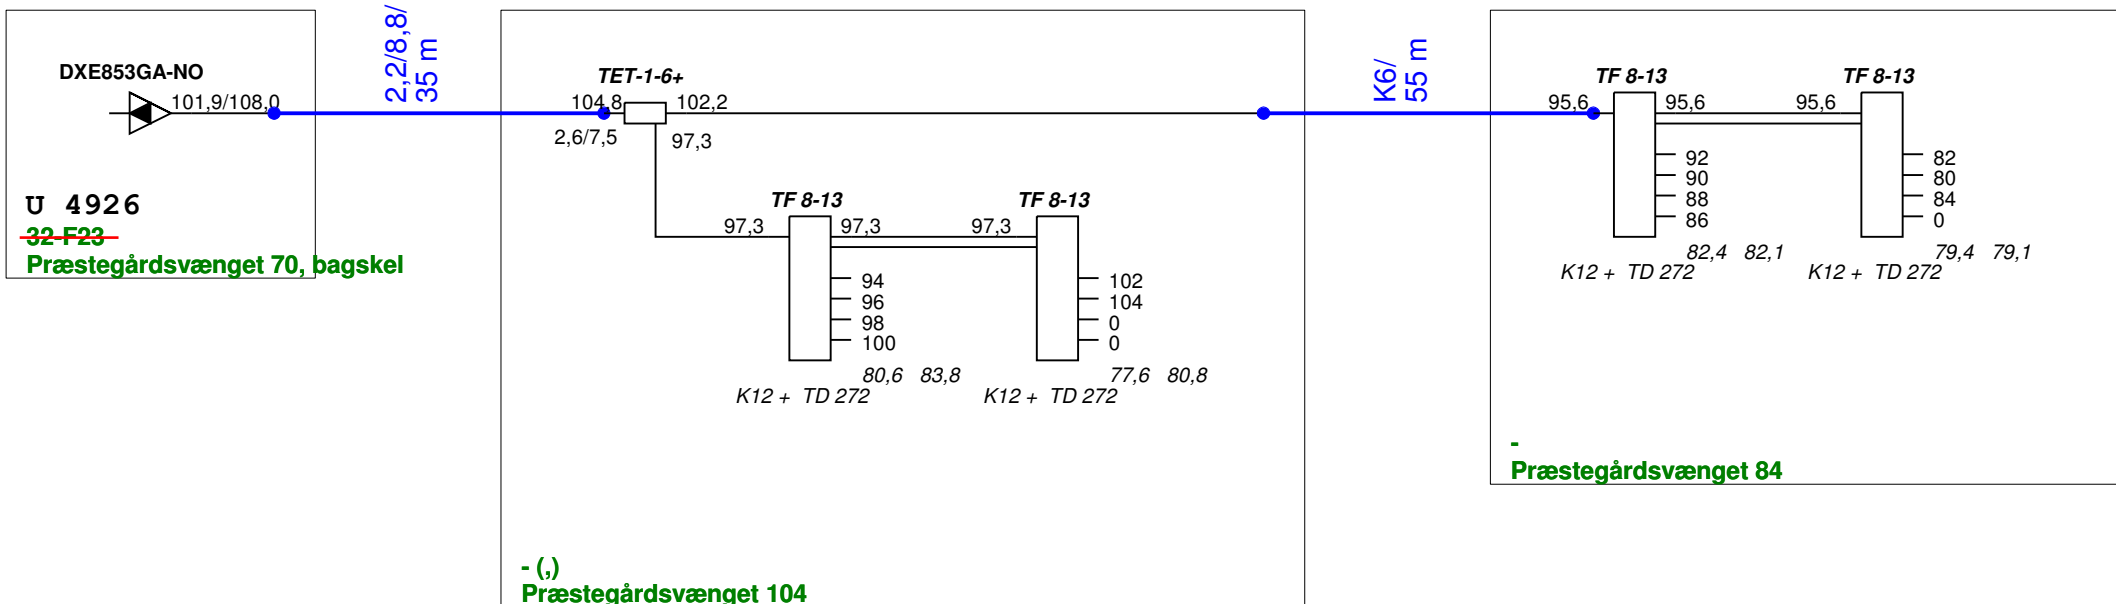 DXE853GA-NO
101,9/108,0
U 4926
32-F23
Præstegårdsvænget 70, bagskel
2,2/8,8/
35 m
TET-1-6+
104,8
102,2
2,6/7,5
97,3
TF 8-13
97,3
97,3
94
96
98
100
80,6 83,8
K12 + TD 272
TF 8-13
97,3
102
104
0
0
77,6 80,8
K12 + TD 272
- (,)
Præstegårdsvænget 104
K6/
55 m
TF 8-13
95,6
95,6
92
90
88
86
82,4 82,1
K12 + TD 272
TF 8-13
95,6
82
80
84
0
79,4 79,1
K12 + TD 272
-
Præstegårdsvænget 84